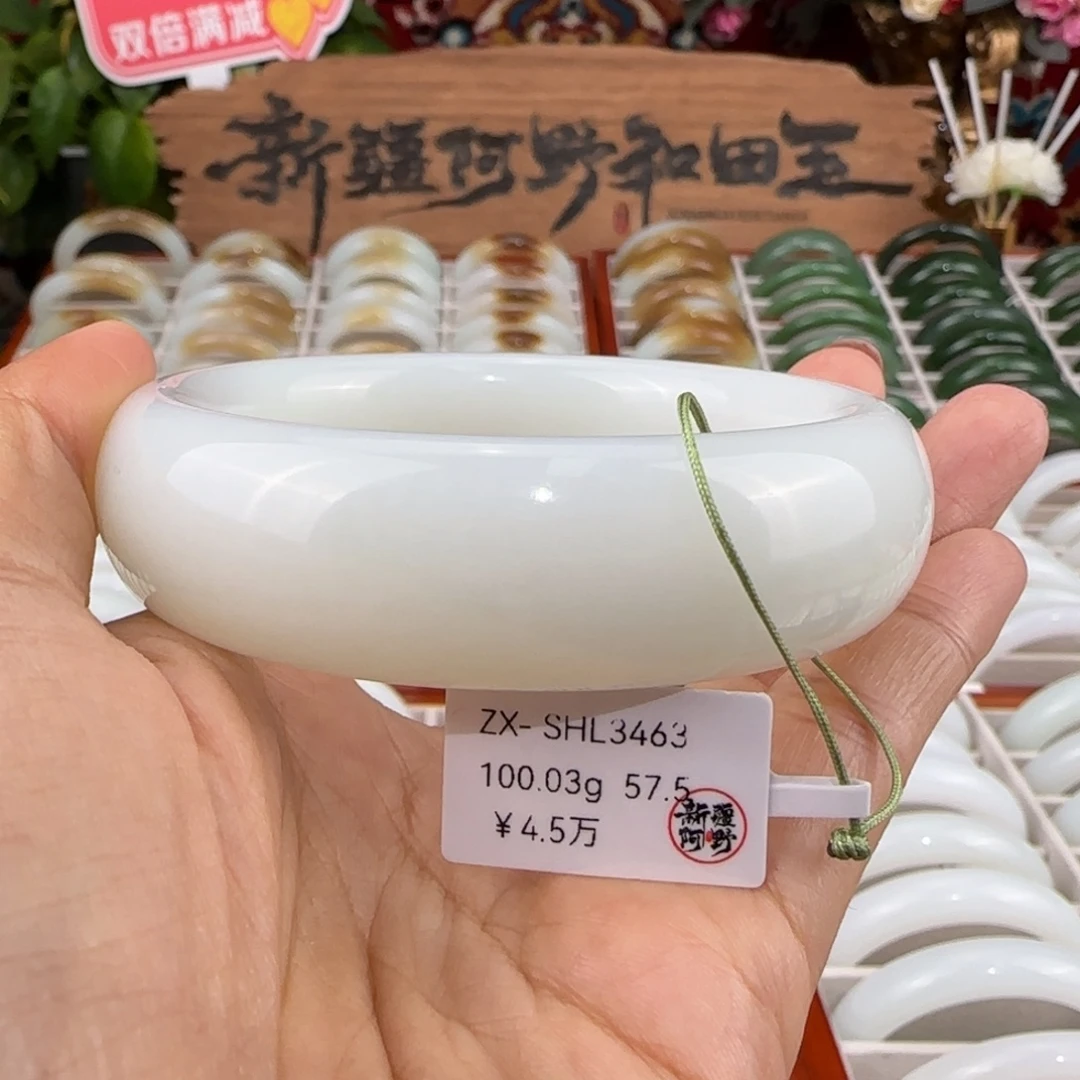 双倍满减
新疆阿野和田玉
ZX- SHL3463
100.03g 57.5
¥4.5万
新疆
阿野